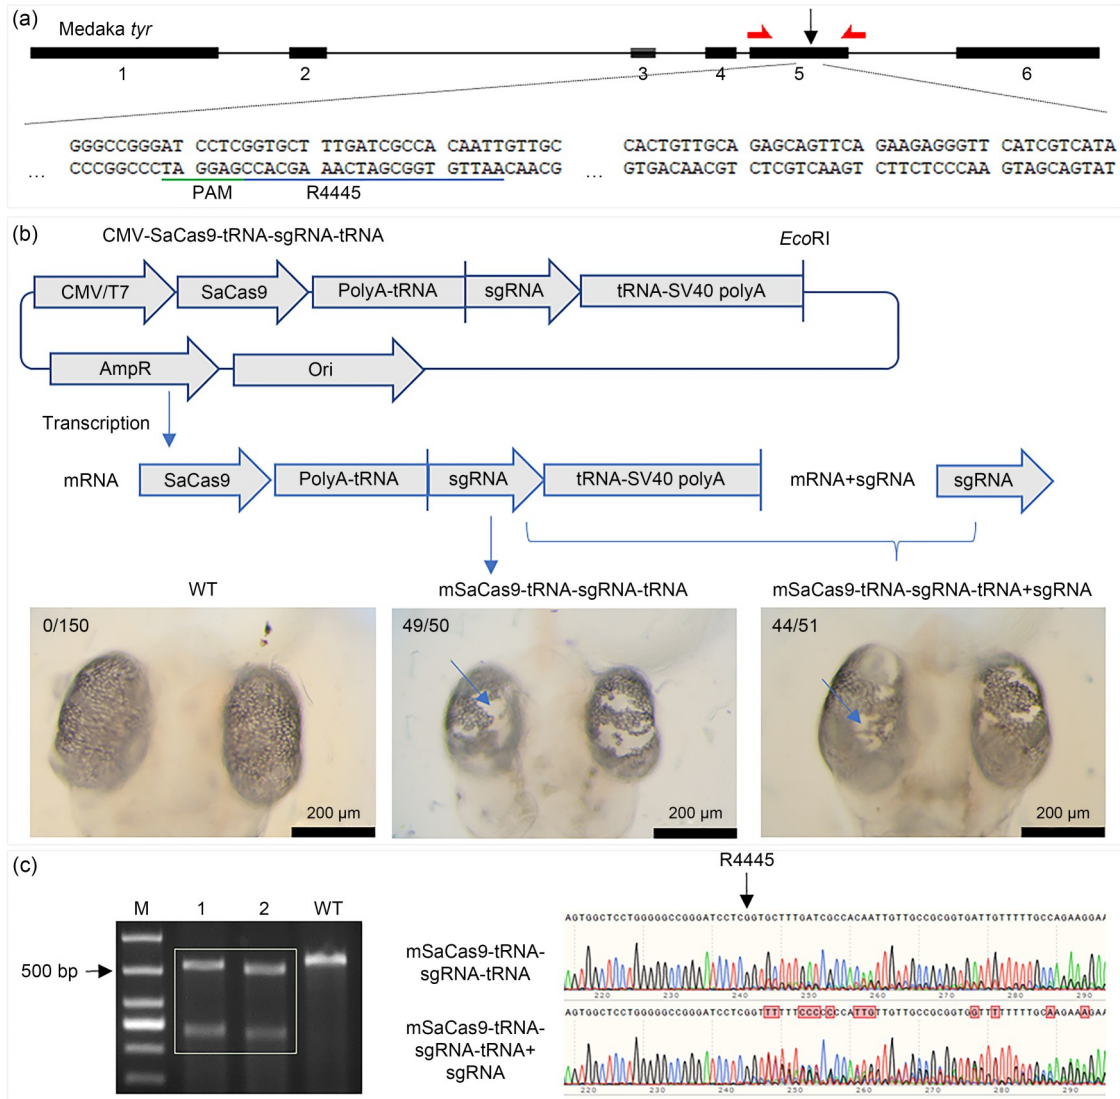 (a)
Medaka tyr
1 2 3 4 5 6
GGGCCGGGAT CCTCGGTGCT TTGATCGCCA CAATTGTTGC CACTGTTGCA GAGCAGTTCA GAAGAGGGTT CATCGTCATA
... CCCGGCCCTA GGAGCCACGA AACTAGCGGT GTTAACAACG ... GTGACAACGT CTCGTCAAGT CTTCTCCCAA GTAGCAGTAT
PAM R4445
(b)
CMV-SaCas9-tRNA-sgRNA-tRNA EcoRI
CMV/T7 SaCas9 PolyA-tRNA sgRNA tRNA-SV40 polyA
AmpR Ori
Transcription
mRNA SaCas9 PolyA-tRNA sgRNA tRNA-SV40 polyA mRNA+sgRNA sgRNA
WT mSaCas9-tRNA-sgRNA-tRNA mSaCas9-tRNA-sgRNA-tRNA+sgRNA
0/150 49/50 44/51
200 µm 200 µm 200 µm
(c)
R4445
M 1 2 WT
500 bp
AGTGGCTCCTGGGGGCCGGGATCCTCGGTGCTTTGATCGCCACAATTGTTGCCGCGGTGATTGTTTTTGCCAGAAGGAA
mSaCas9-tRNA-
sgRNA-tRNA
220 230 240 250 260 270 280 290
AGTGGCTCCTGGGGGCCGGGATCCTCGGTTTTTTCCCCCCCATTGTTGTTGCCGCGGTGGTTTTTTTTGCAAGAAAGAA
mSaCas9-tRNA-
sgRNA-tRNA+
sgRNA
220 230 240 250 260 270 280 290